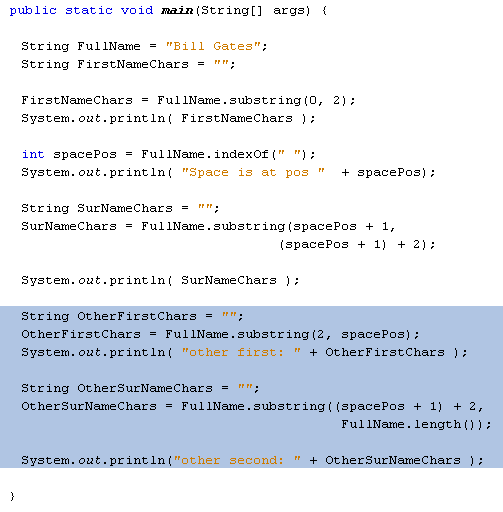 public static void main(String[] args) {
String FullName = "Bill Gates";
String FirstNameChars = "";
FirstNameChars = FullName.substring(0, 2);
System.out.println( FirstNameChars );
int spacePos = FullName.indexOf(" ");
System.out.println( "Space is at pos "  + spacePos);
String SurNameChars = "";
SurNameChars = FullName.substring(spacePos + 1,
(spacePos + 1) + 2);
System.out.println( SurNameChars );
String OtherFirstChars = "";
OtherFirstChars = FullName.substring(2, spacePos);
System.out.println( "other first: " + OtherFirstChars );
String OtherSurNameChars = "";
OtherSurNameChars = FullName.substring((spacePos + 1) + 2,
FullName.length());
System.out.println("other second: " + OtherSurNameChars );
}